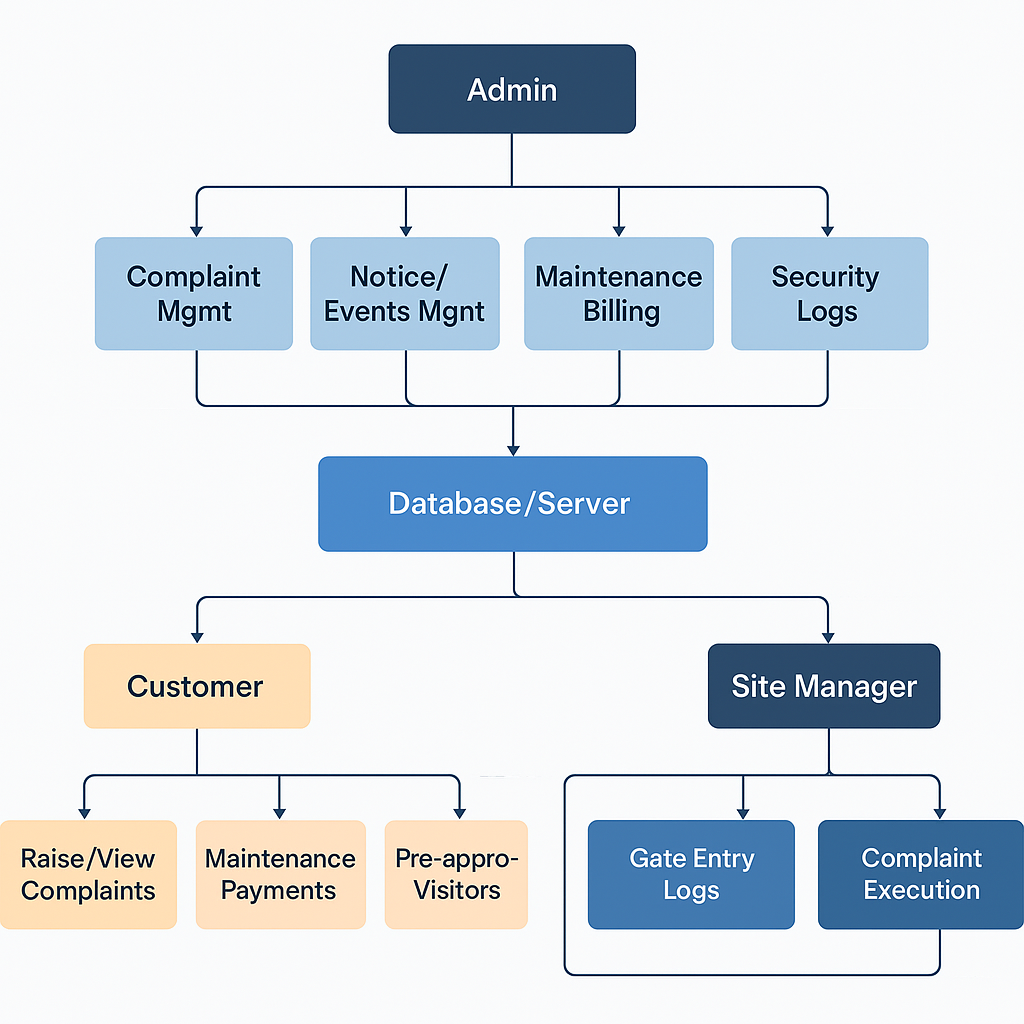 Admin
Complaint
Mgmt
Notice/
Events Mgnt
Maintenance
Billing
Security
Logs
Database/Server
Customer
Site Manager
Raise/View
Complaints
Maintenance
Payments
Pre-appro-
Visitors
Gate Entry
Logs
Complaint
Execution